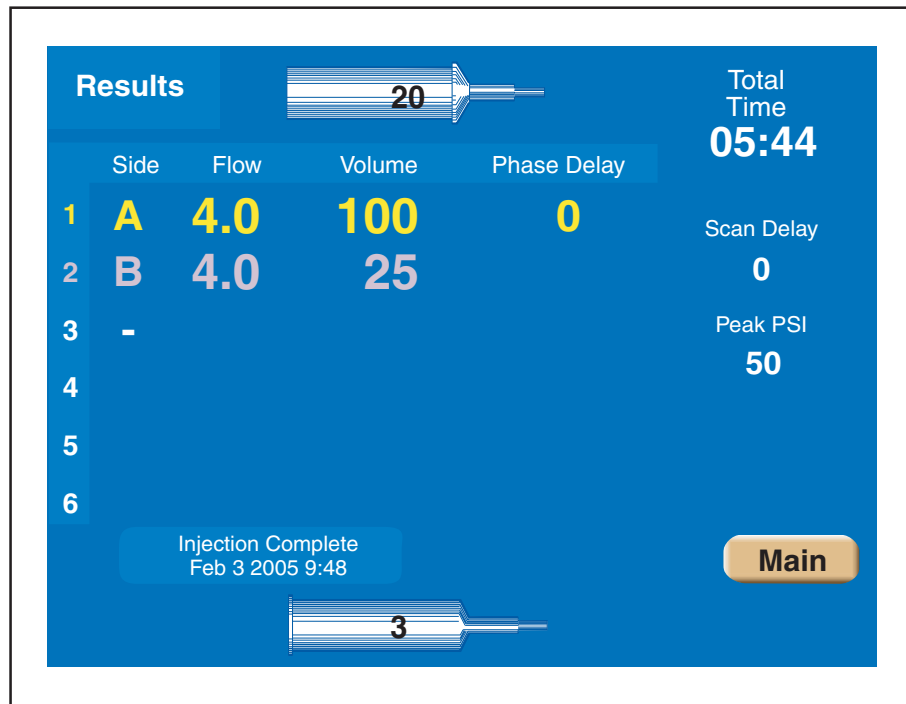 Results
20
Total
Time
05:44
Side Flow Volume Phase Delay
1 A 4.0 100 0
2 B 4.0 25
3 -
4
5
6
Scan Delay
0
Peak PSI
50
Injection Complete
Feb 3 2005 9:48
Main
3